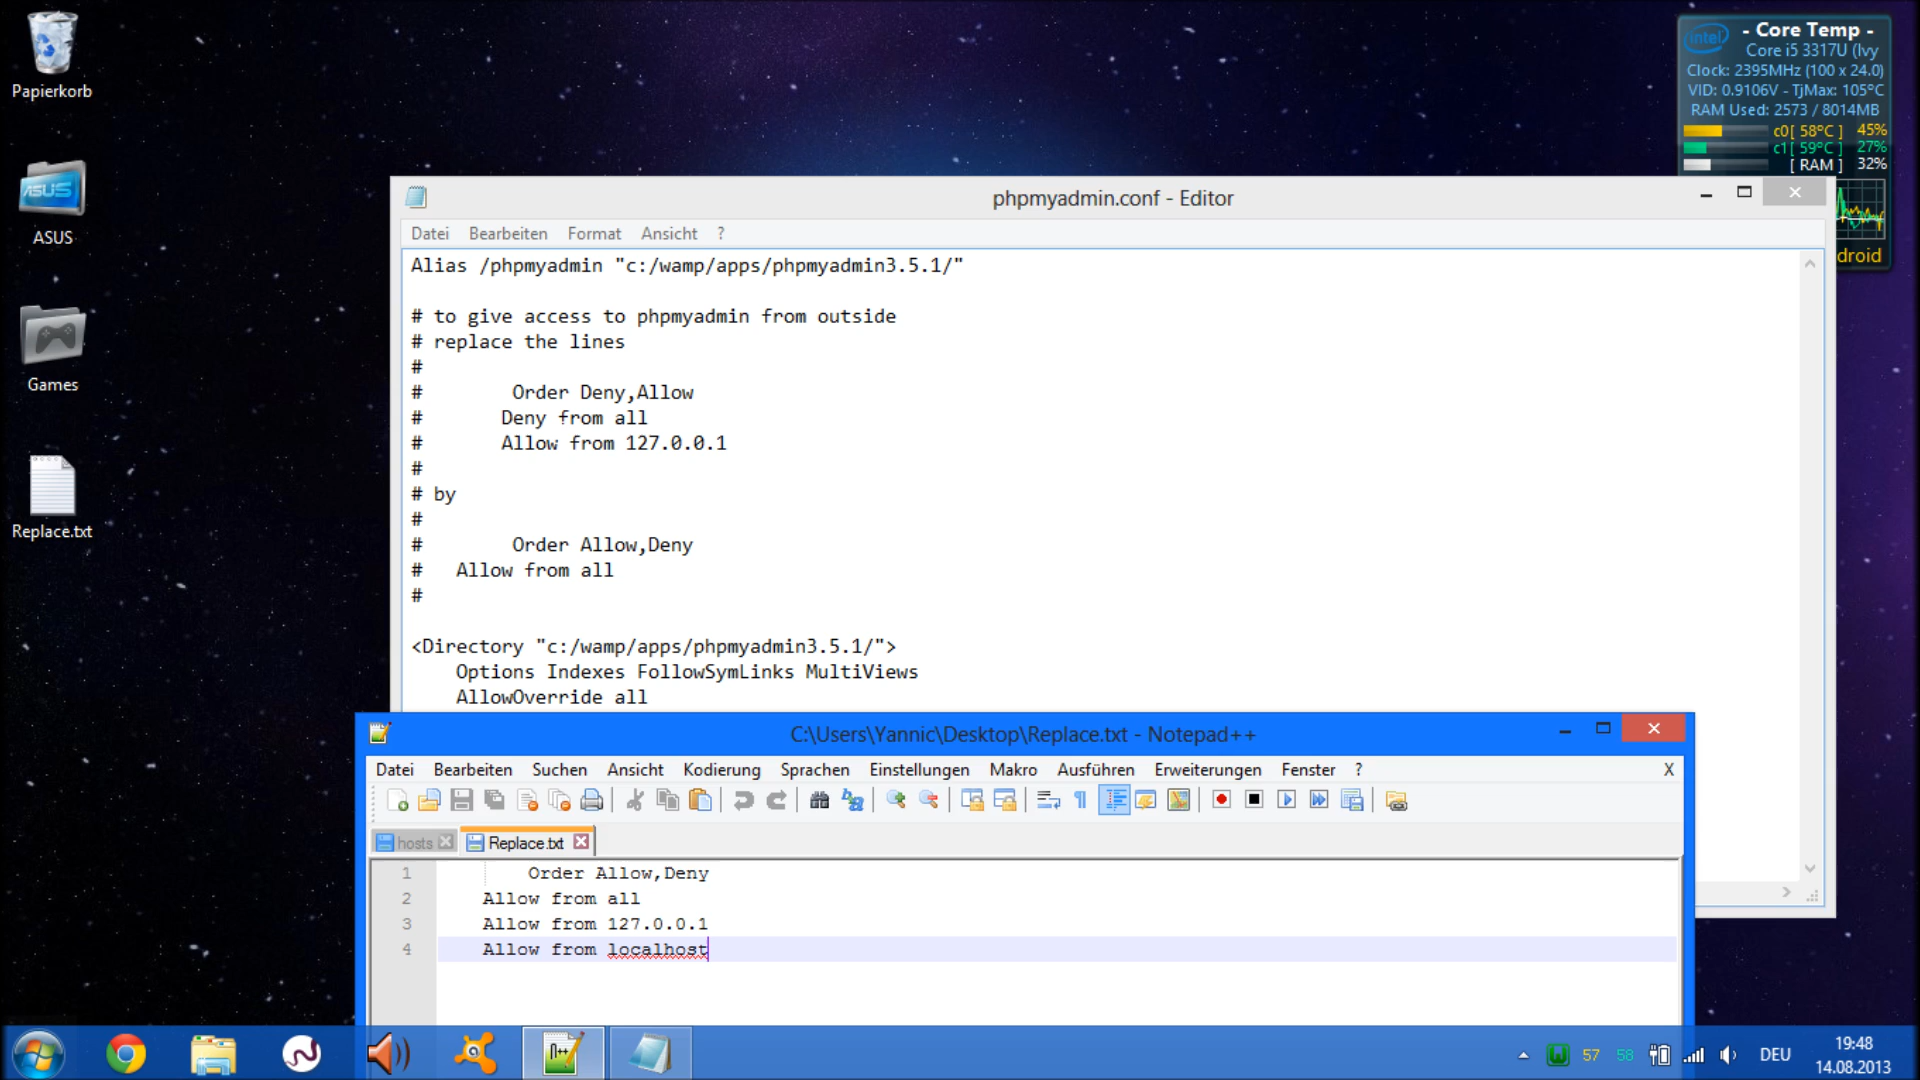 Papierkorb
ASUS
ASUS
Games
Replace.txt
intel
- Core Temp -
Core i5 3317U (Ivy
Clock: 2395MHz (100 x 24.0)
VID: 0.9106V - TjMax: 105°C
RAM Used: 2573 / 8014MB
c0[ 58°C ] 45%
c1[ 59°C ] 27%
[ RAM ] 32%
droid
phpmyadmin.conf - Editor
Datei Bearbeiten Format Ansicht ?
Alias /phpmyadmin "c:/wamp/apps/phpmyadmin3.5.1/"
# to give access to phpmyadmin from outside
# replace the lines
#
#        Order Deny,Allow
#       Deny from all
#       Allow from 127.0.0.1
#
# by
#
#        Order Allow,Deny
#   Allow from all
#
<Directory "c:/wamp/apps/phpmyadmin3.5.1/">
    Options Indexes FollowSymLinks MultiViews
    AllowOverride all
C:\Users\Yannic\Desktop\Replace.txt - Notepad++
Datei Bearbeiten Suchen Ansicht Kodierung Sprachen Einstellungen Makro Ausführen Erweiterungen Fenster ? X
hosts Replace.txt
1        Order Allow,Deny
2    Allow from all
3    Allow from 127.0.0.1
4    Allow from localhost
57 58 DEU
19:48
14.08.2013